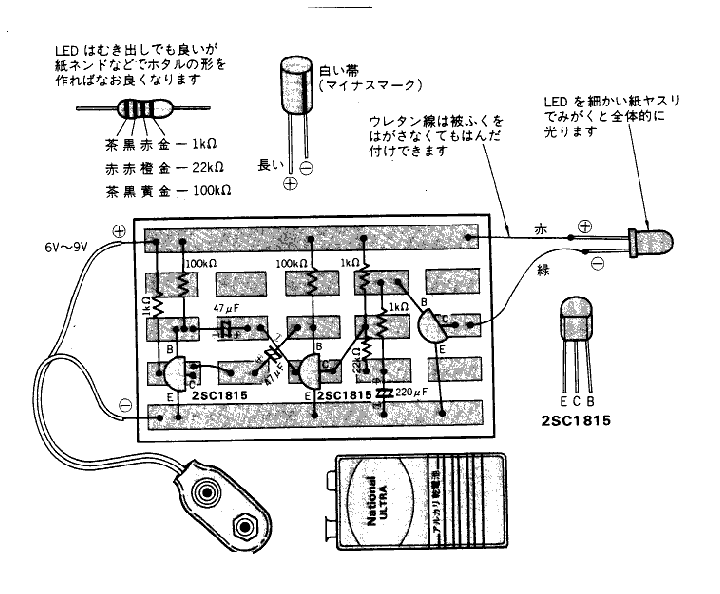 LED はむき出しでも良いが
紙ネンドなどでホタルの形を
作ればなお良くなります
茶黒赤金－1kΩ
赤赤橙金－22kΩ
茶黒黄金－100kΩ
白い帯
(マイナスマーク)
長い
⊖
⊕
ウレタン線は被ふくを
はがさなくてもはんだ
付けできます
LED を細かい紙ヤスリ
でみがくと全体的に
光ります
⊕
6V～9V
赤
⊕
緑
⊖
100kΩ
100kΩ
1kΩ
1kΩ
47μF
1kΩ
B
C
E
B
C
E
47μF
22kΩ
B
C
E
220μF
2SC1815
2SC1815
⊖
E C B
2SC1815
National
ULTRA
アルカリ乾電池